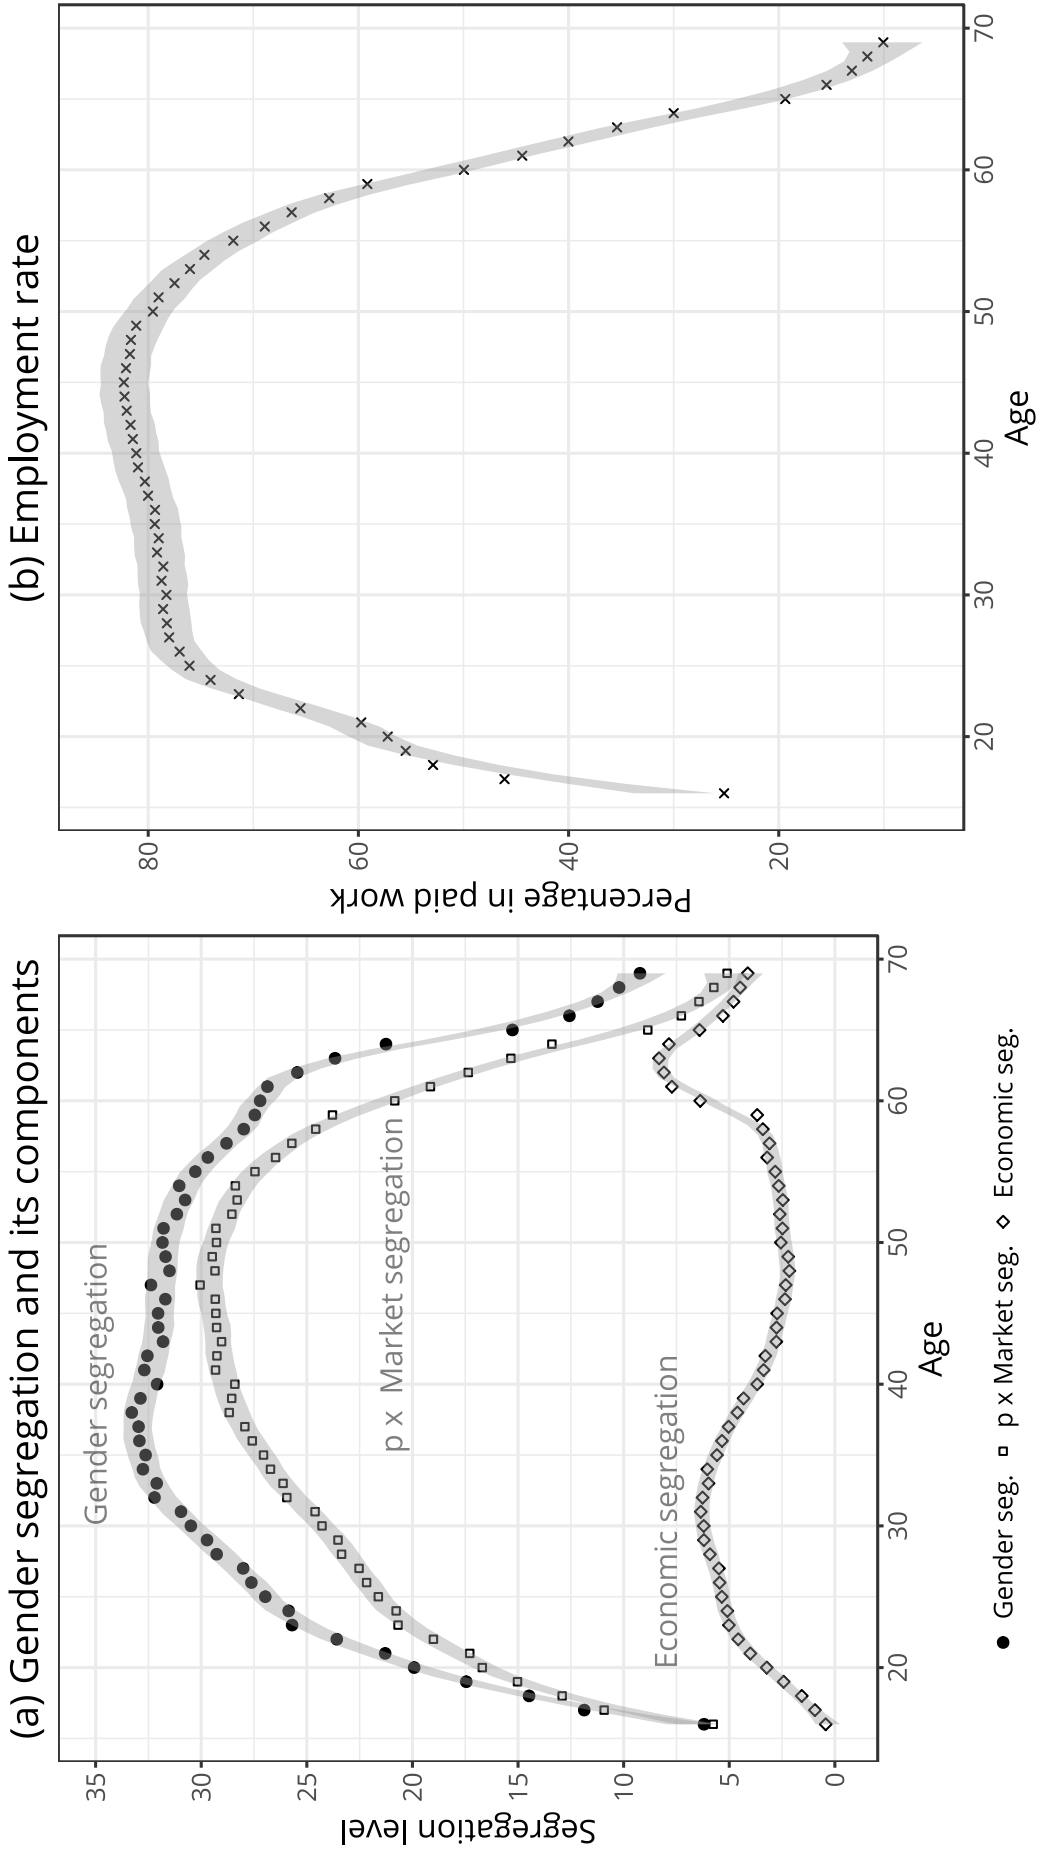 (a) Gender segregation and its components
Segregation level
35
30
25
20
15
10
5
0
Gender segregation
p x Market segregation
Economic segregation
20
30
40
50
60
70
Age
Gender seg.
p x Market seg.
Economic seg.
(b) Employment rate
Percentage in paid work
80
60
40
20
20
30
40
50
60
70
Age